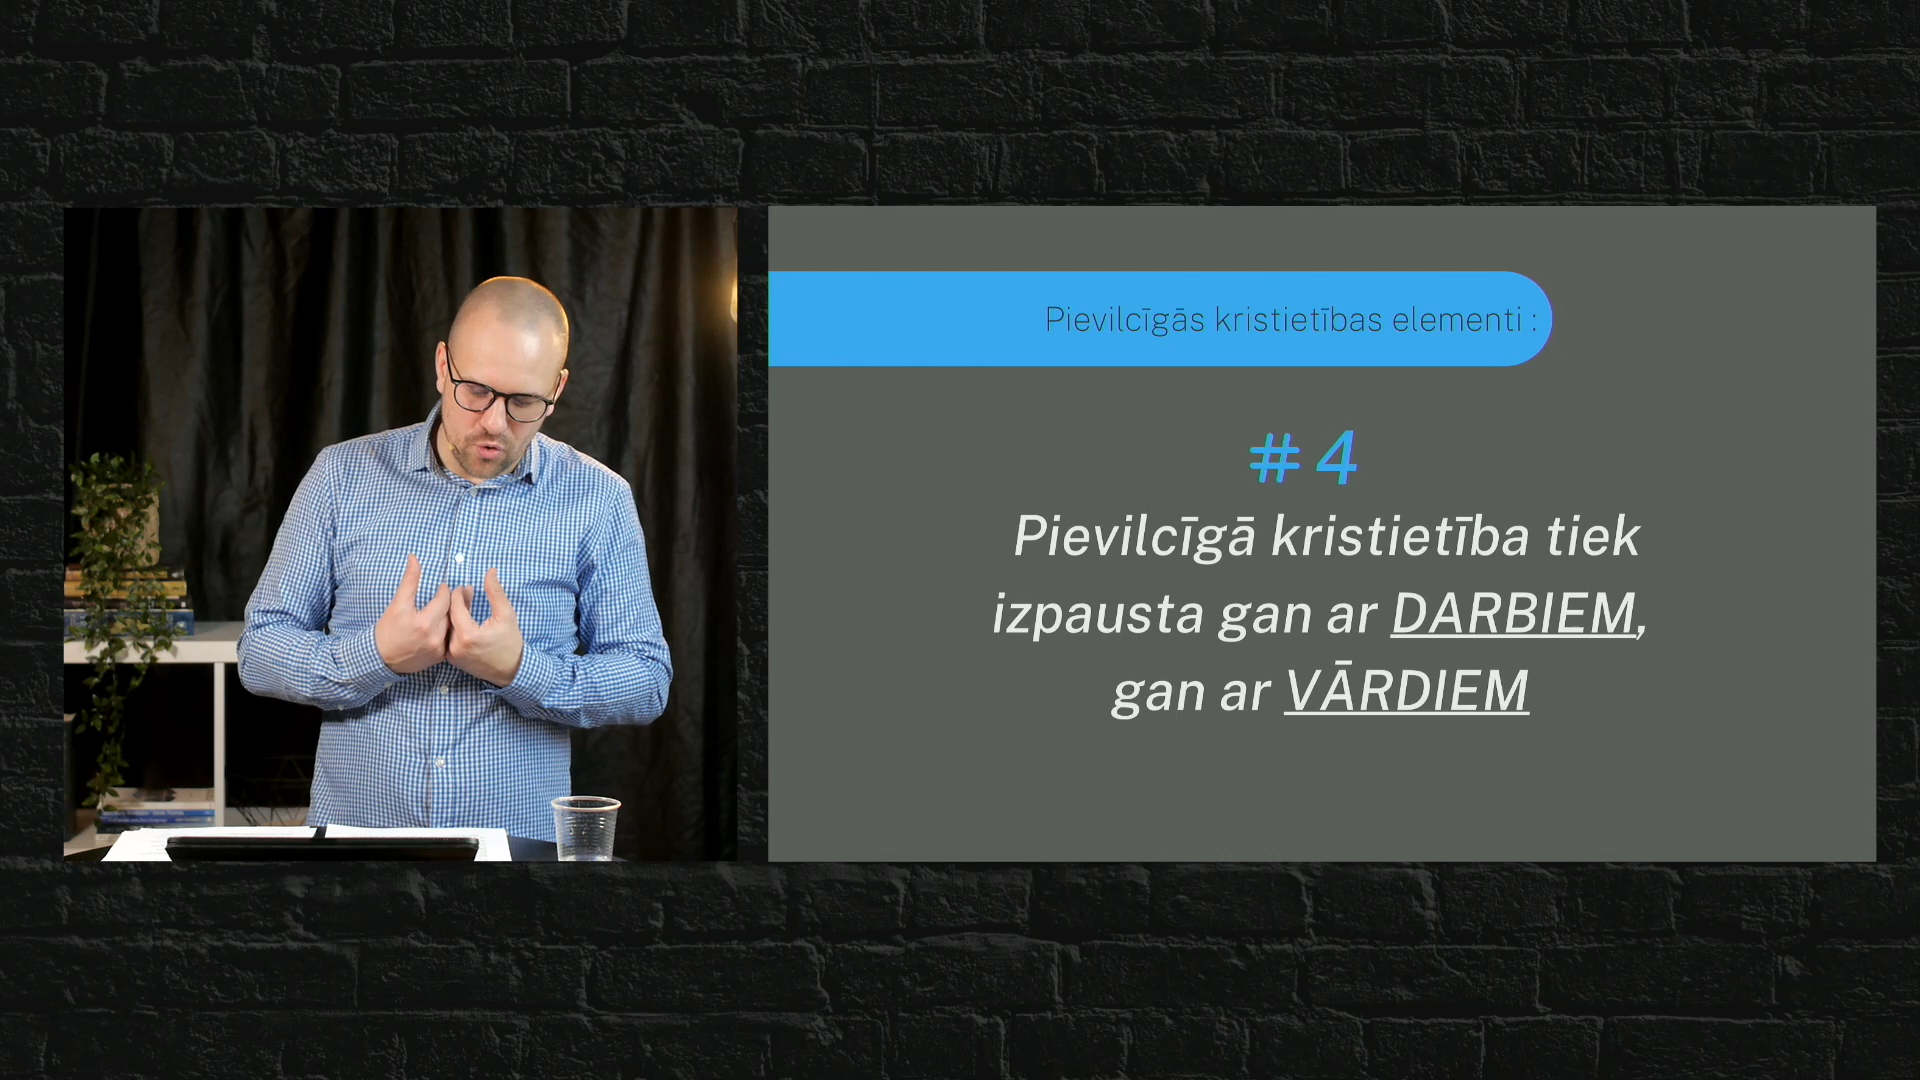 Pievilcīgās kristietības elementi :
# 4
Pievilcīgā kristietība tiek
izpausta gan ar DARBIEM,
gan ar VĀRDIEM